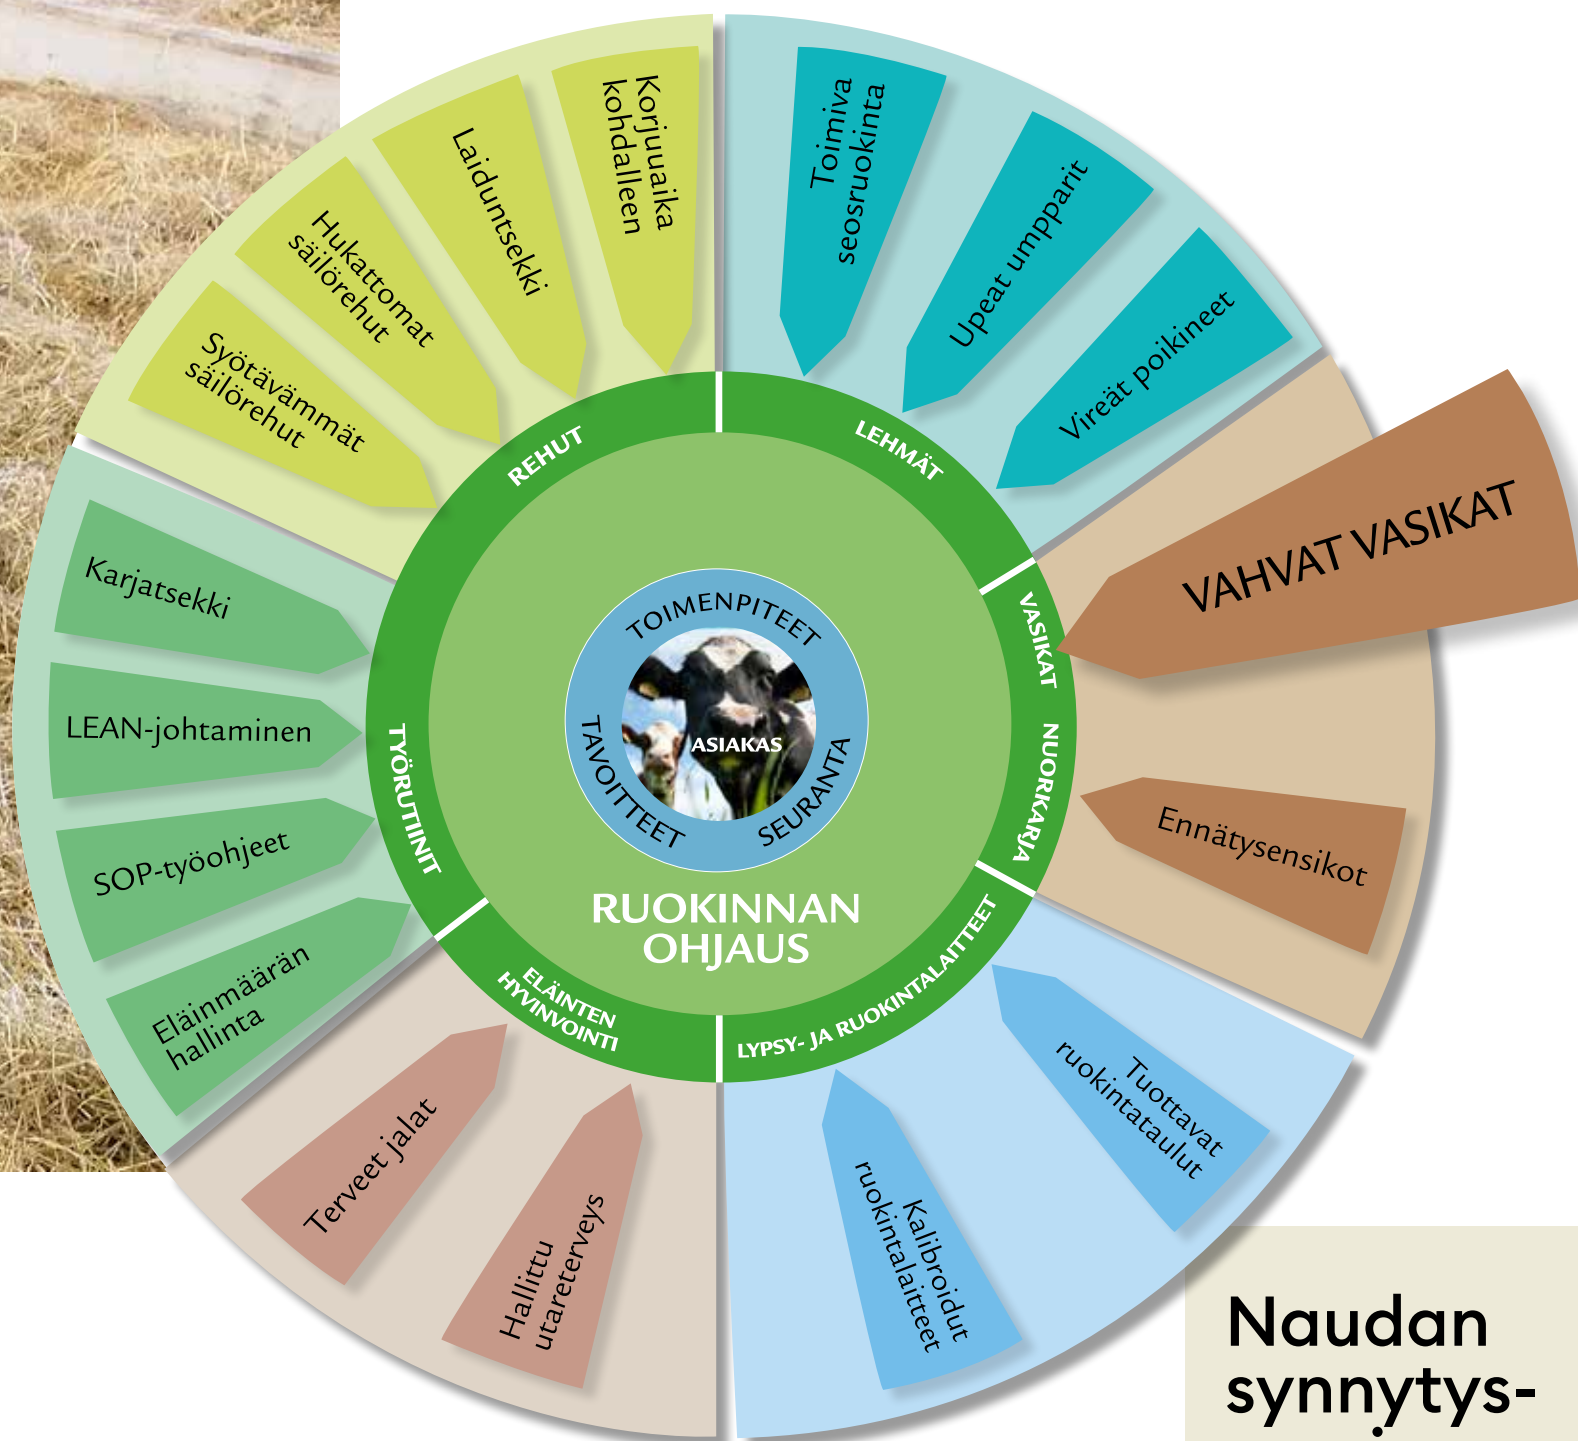 Korjuuaika
kohdalleen
Laiduntsekki
Hukattomat
säilörehut
Syötävämmät
säilörehut
Toimiva
seosruokinta
Upeat umpparit
Vireät poikineet
VAHVAT VASIKAT
Ennätysensikot
Tuottavat
ruokintataulut
Kalibroidut
ruokintalaitteet
Hallittu
utareterveys
Terveet jalat
Eläinmäärän
hallinta
SOP-työohjeet
LEAN-johtaminen
Karjatsekki
REHUT
LEHMÄT
VASIKAT
NUORKARJA
LYPSY- JA RUOKINTALAITTEET
ELÄINTEN
HYVINVOINTI
TYÖRUTIINIT
TOIMENPITEET
SEURANTA
TAVOITTEET
ASIAKAS
RUOKINNAN
OHJAUS
Naudan
synnytys-